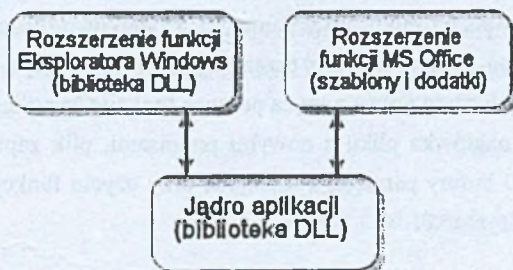 Rozszerzenie funkcji
Eksploratora Windows
(biblioteka DLL)
Rozszerzenie
funkcji MS Office
(szablony i dodatki)
Jądro aplikacji
(biblioteka DLL)